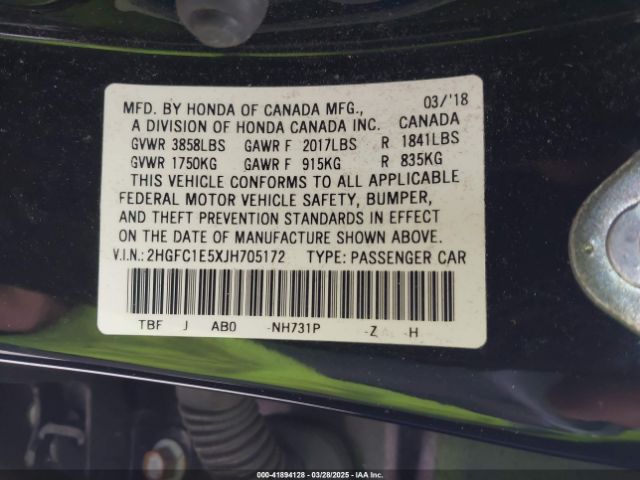 MFD. BY HONDA OF CANADA MFG., 03/'18
A DIVISION OF HONDA CANADA INC. CANADA
GVWR 3858LBS GAWR F 2017LBS R 1841LBS
GVWR 1750KG GAWR F 915KG R 835KG
THIS VEHICLE CONFORMS TO ALL APPLICABLE
FEDERAL MOTOR VEHICLE SAFETY, BUMPER,
AND THEFT PREVENTION STANDARDS IN EFFECT
ON THE DATE OF MANUFACTURE SHOWN ABOVE.
V.I.N.: 2HGFC1E5XJH705172 TYPE: PASSENGER CAR
TBF J AB0 -NH731P -Z -H
000-41894128 | 03/28/2025 | IAA Inc.